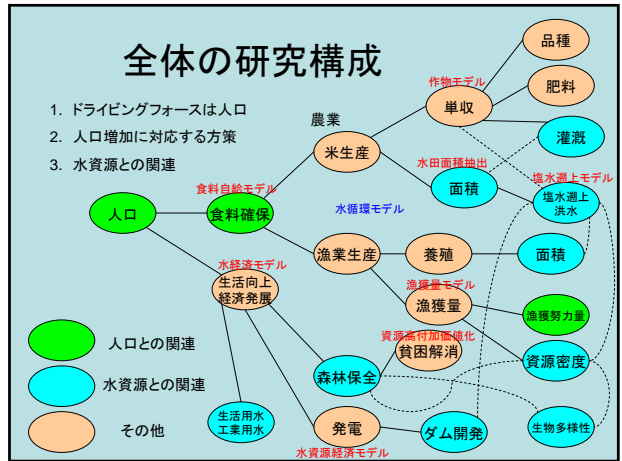 全体の研究構成
1. ドライビングフォースは人口
2. 人口増加に対応する方策
3. 水資源との関連
品種
肥料
作物モデル
単収
灌漑
農業
米生産
水田面積抽出
面積
塩水遡上モデル
塩水遡上
洪水
食料自給モデル
人口
食料確保
水循環モデル
漁業生産
養殖
面積
水経済モデル
生活向上
経済発展
漁獲量モデル
漁獲量
漁獲努力量
資源高付加価値化
貧困解消
資源密度
森林保全
人口との関連
水資源との関連
その他
生活用水
工業用水
発電
水資源経済モデル
ダム開発
生物多様性